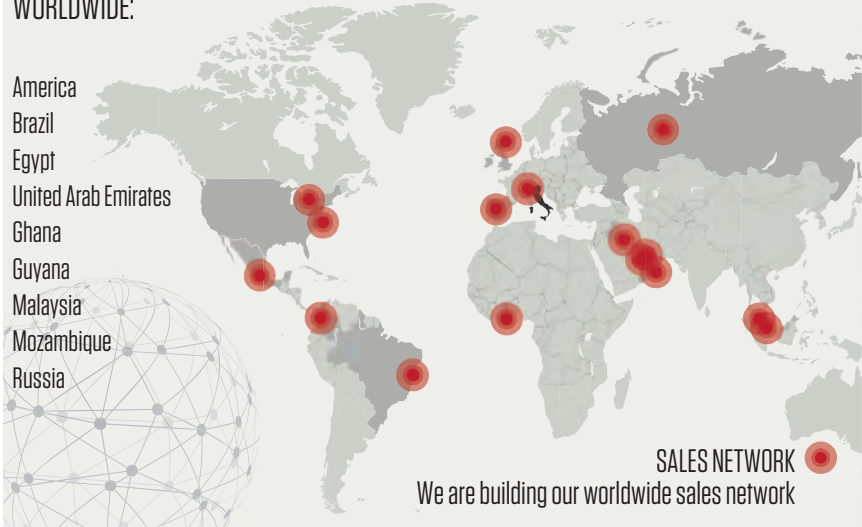 WORLDWIDE:
America
Brazil
Egypt
United Arab Emirates
Ghana
Guyana
Malaysia
Mozambique
Russia
SALES NETWORK
We are building our worldwide sales network